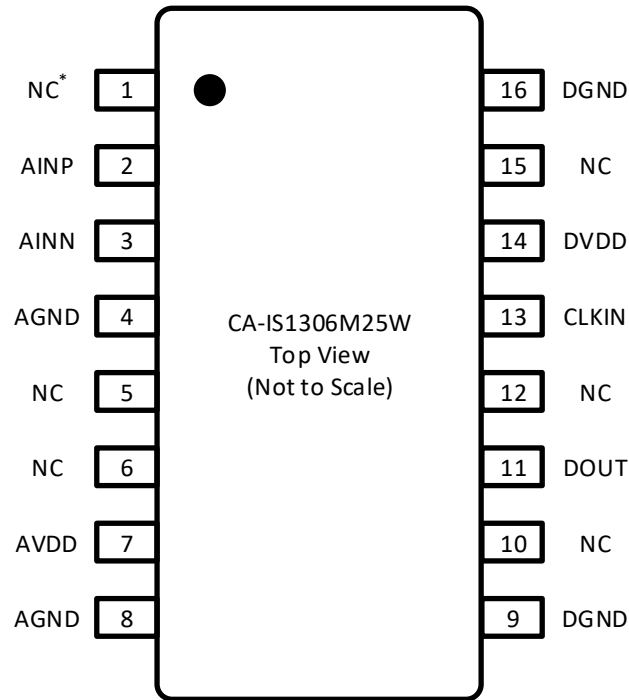 NC* 1 16 DGND
AINP 2 15 NC
AINN 3 14 DVDD
AGND 4 13 CLKIN
CA-IS1306M25W
Top View
(Not to Scale)
NC 5 12 NC
NC 6 11 DOUT
AVDD 7 10 NC
AGND 8 9 DGND